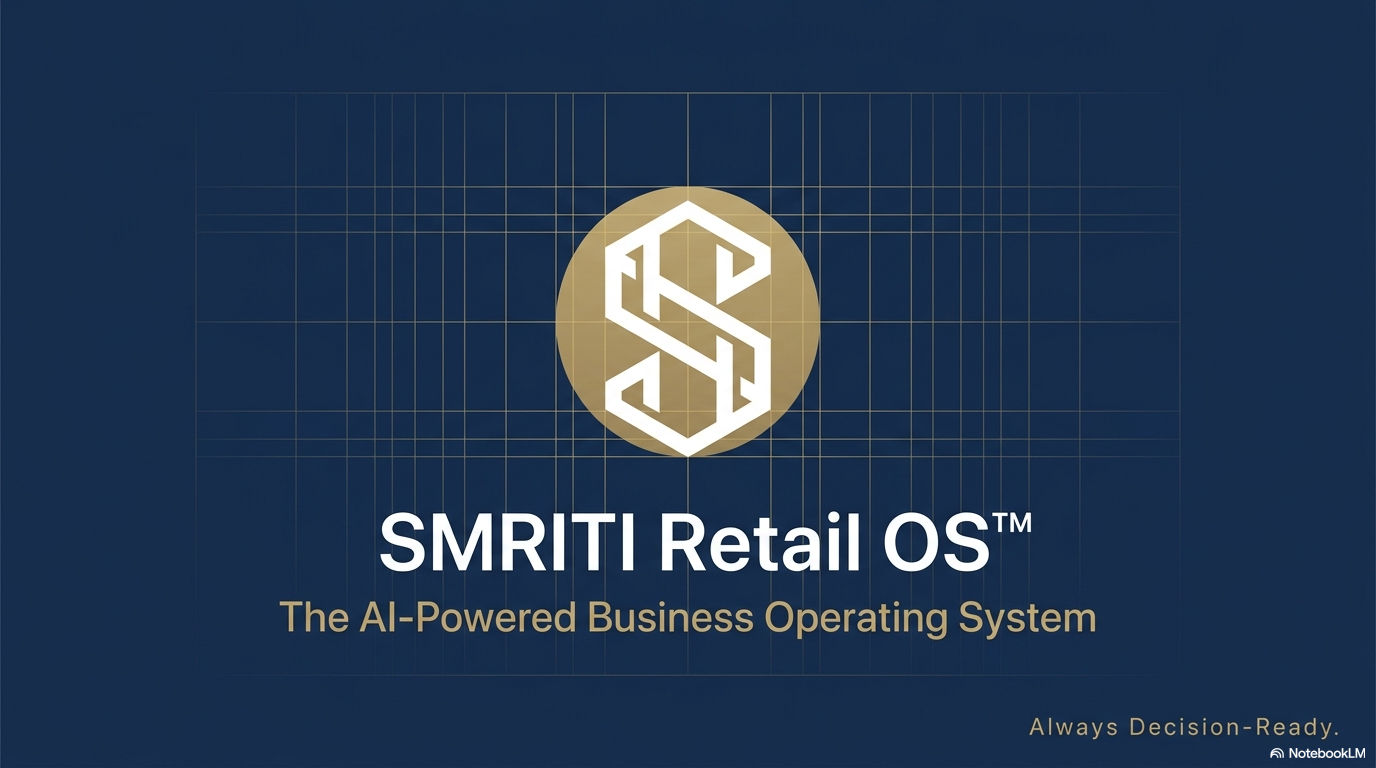 SMRITI Retail OS™
The AI-Powered Business Operating System
Always Decision-Ready.
NotebookLM